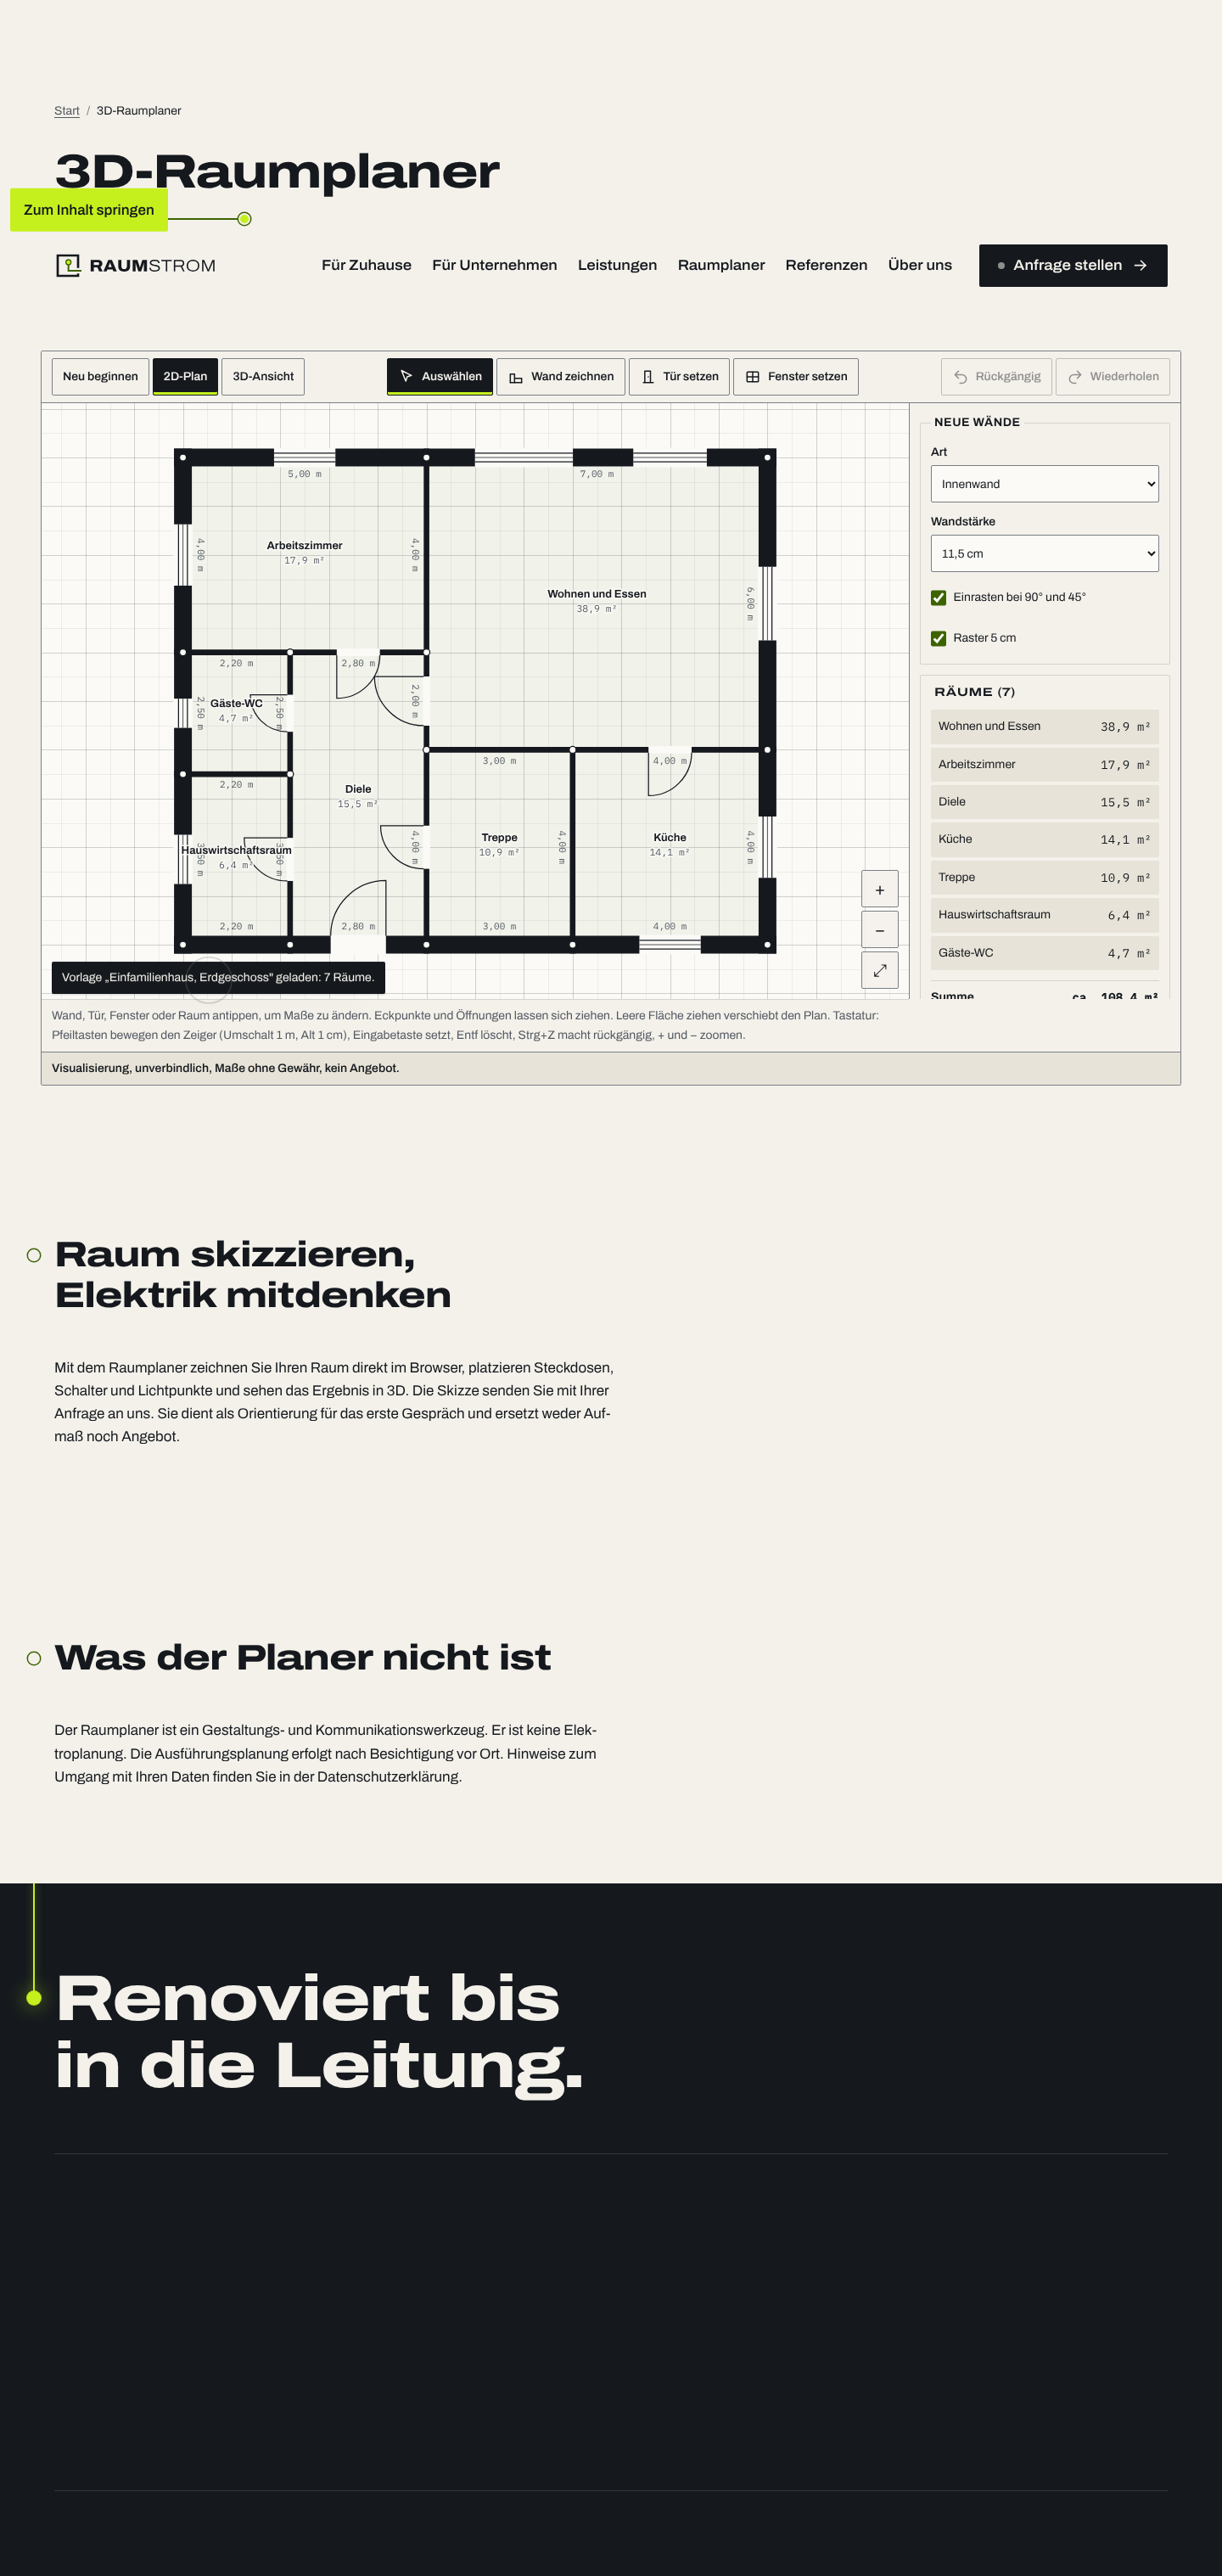 Start / 3D-Raumplaner
3D-Raumplaner
Zum Inhalt springen
RAUMSTROM
Für Zuhause
Für Unternehmen
Leistungen
Raumplaner
Referenzen
Über uns
Anfrage stellen
Neu beginnen
2D-Plan
3D-Ansicht
Auswählen
Wand zeichnen
Tür setzen
Fenster setzen
Rückgängig
Wiederholen
5,00 m
7,00 m
4,00 m
Arbeitszimmer
17,9 m²
4,00 m
Wohnen und Essen
38,9 m²
6,00 m
2,20 m
2,80 m
2,50 m
Gäste-WC
4,7 m²
2,50 m
2,00 m
3,00 m
4,00 m
2,20 m
Diele
15,5 m²
Hauswirtschaftsraum
6,4 m²
4,00 m
Treppe
10,9 m²
4,00 m
Küche
14,1 m²
4,00 m
2,20 m
2,80 m
3,00 m
4,00 m
+
−
Vorlage „Einfamilienhaus, Erdgeschoss" geladen: 7 Räume.
NEUE WÄNDE
Art
Innenwand
Wandstärke
11,5 cm
Einrasten bei 90° und 45°
Raster 5 cm
RÄUME (7)
Wohnen und Essen 38,9 m²
Arbeitszimmer 17,9 m²
Diele 15,5 m²
Küche 14,1 m²
Treppe 10,9 m²
Hauswirtschaftsraum 6,4 m²
Gäste-WC 4,7 m²
Summe ca. 108,4 m²
Wand, Tür, Fenster oder Raum antippen, um Maße zu ändern. Eckpunkte und Öffnungen lassen sich ziehen. Leere Fläche ziehen verschiebt den Plan. Tastatur:
Pfeiltasten bewegen den Zeiger (Umschalt 1 m, Alt 1 cm), Eingabetaste setzt, Entf löscht, Strg+Z macht rückgängig, + und − zoomen.
Visualisierung, unverbindlich, Maße ohne Gewähr, kein Angebot.
Raum skizzieren,
Elektrik mitdenken
Mit dem Raumplaner zeichnen Sie Ihren Raum direkt im Browser, platzieren Steckdosen,
Schalter und Lichtpunkte und sehen das Ergebnis in 3D. Die Skizze senden Sie mit Ihrer
Anfrage an uns. Sie dient als Orientierung für das erste Gespräch und ersetzt weder Auf-
maß noch Angebot.
Was der Planer nicht ist
Der Raumplaner ist ein Gestaltungs- und Kommunikationswerkzeug. Er ist keine Elek-
troplanung. Die Ausführungsplanung erfolgt nach Besichtigung vor Ort. Hinweise zum
Umgang mit Ihren Daten finden Sie in der Datenschutzerklärung.
Renoviert bis
in die Leitung.